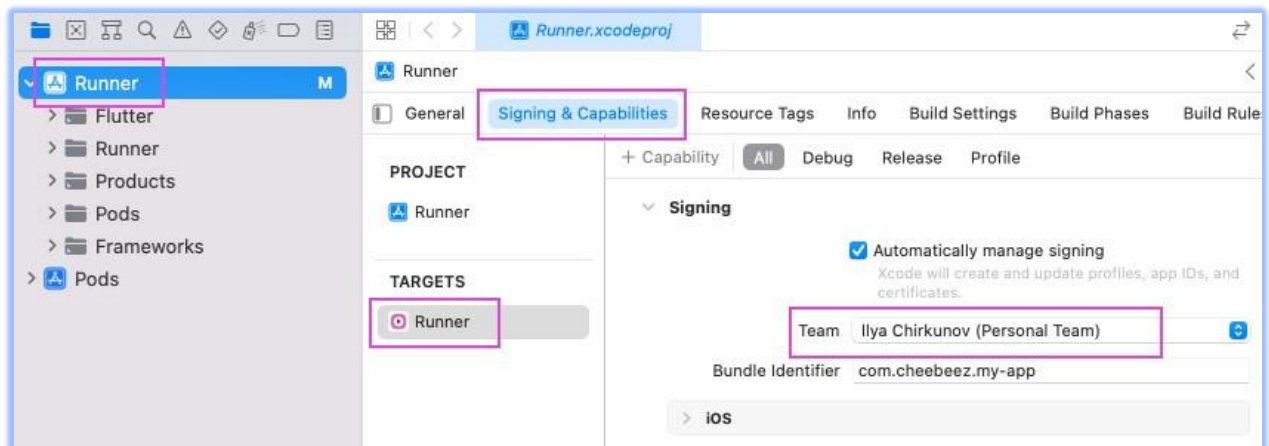 Runner.xcodeproj
Runner M
Flutter
Runner
Products
Pods
Frameworks
Pods
Runner
General Signing & Capabilities Resource Tags Info Build Settings Build Phases Build Rule
+ Capability All Debug Release Profile
PROJECT
Runner
TARGETS
Runner
Signing
Automatically manage signing
Xcode will create and update profiles, app IDs, and
certificates.
Team Ilya Chirkunov (Personal Team)
Bundle Identifier com.cheebeez.my-app
iOS